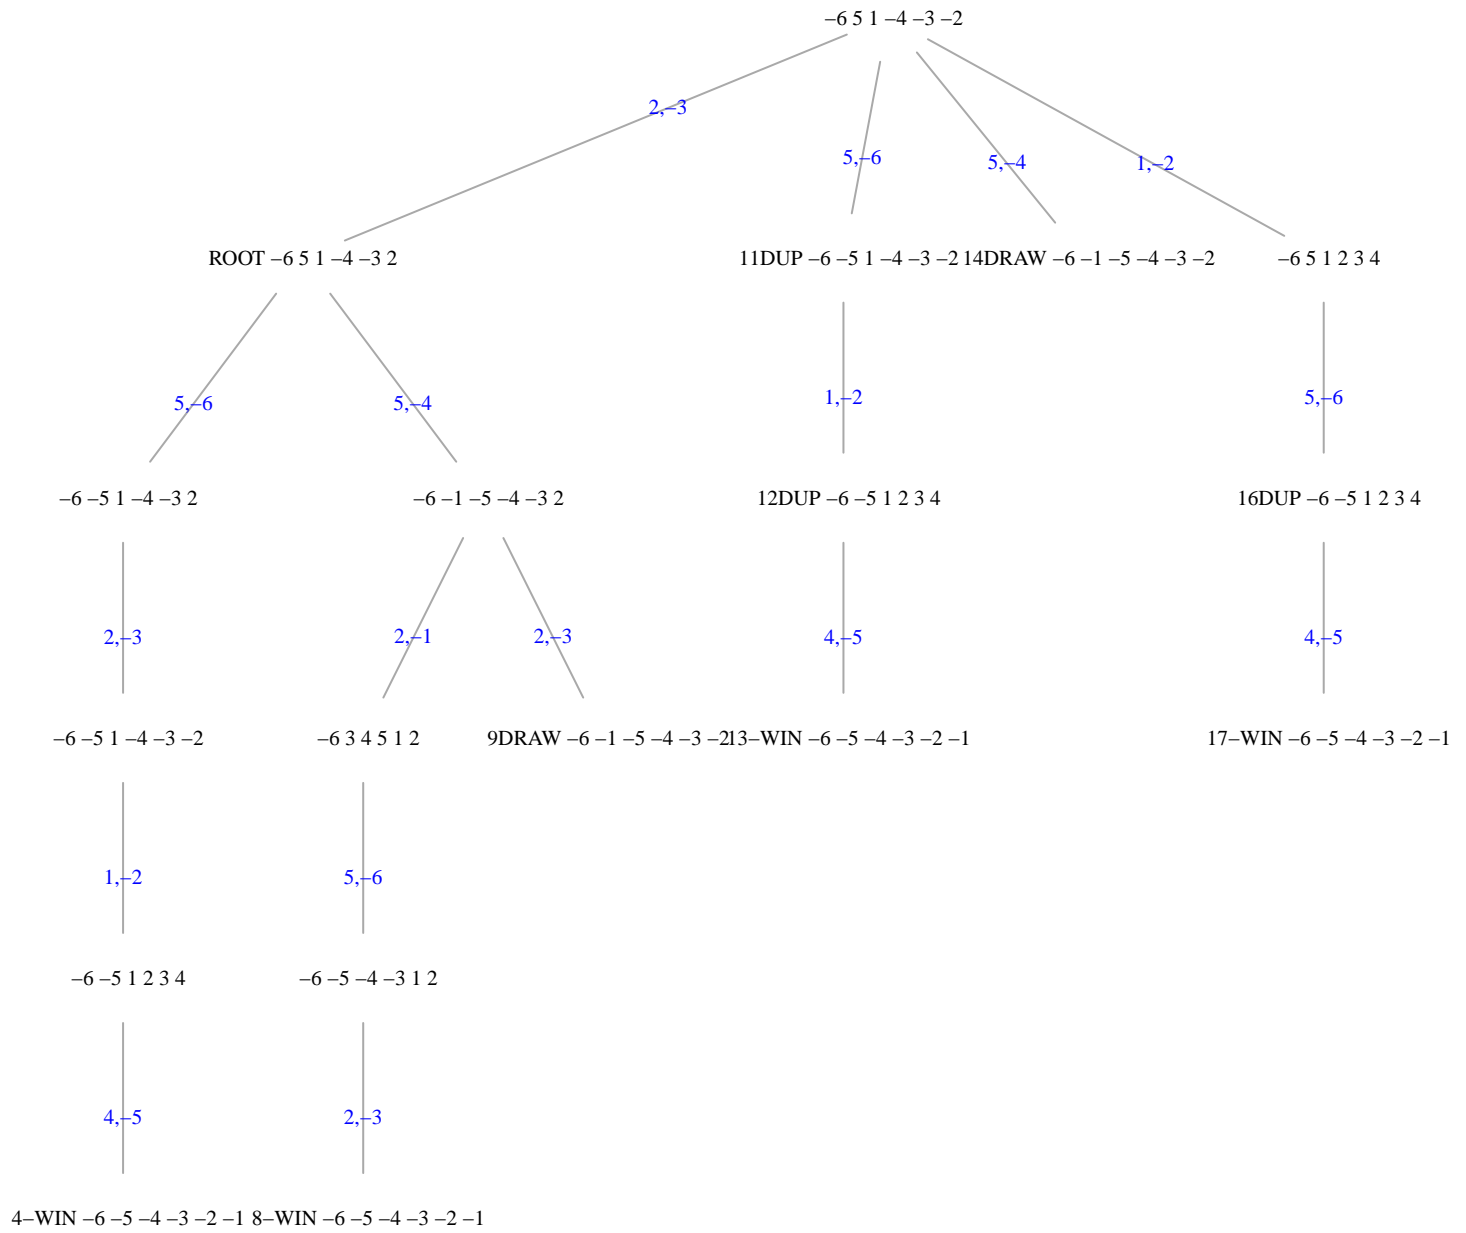 −6 5 1 −4 −3 −2
2,−3
5,−6
5,−4
1,−2
ROOT −6 5 1 −4 −3 2
11DUP −6 −5 1 −4 −3 −2
14DRAW −6 −1 −5 −4 −3 −2
−6 5 1 2 3 4
5,−6
5,−4
1,−2
5,−6
−6 −5 1 −4 −3 2
−6 −1 −5 −4 −3 2
12DUP −6 −5 1 2 3 4
16DUP −6 −5 1 2 3 4
2,−3
2,−1
2,−3
4,−5
4,−5
−6 −5 1 −4 −3 −2
−6 3 4 5 1 2
9DRAW −6 −1 −5 −4 −3 −2
13−WIN −6 −5 −4 −3 −2 −1
17−WIN −6 −5 −4 −3 −2 −1
1,−2
5,−6
−6 −5 1 2 3 4
−6 −5 −4 −3 1 2
4,−5
2,−3
4−WIN −6 −5 −4 −3 −2 −1
8−WIN −6 −5 −4 −3 −2 −1